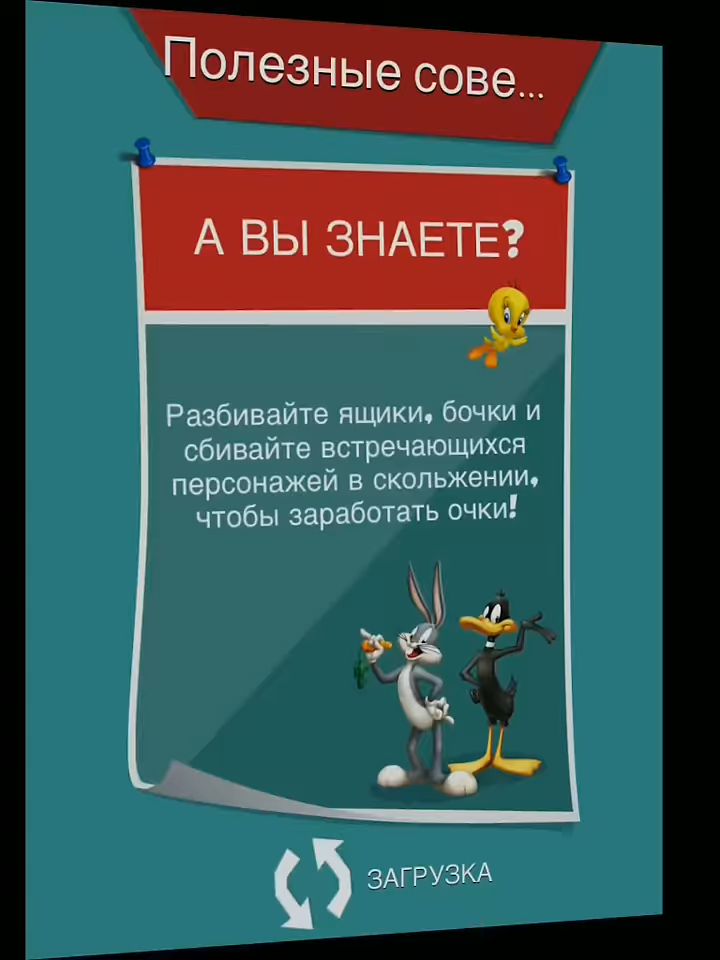 Полезные сове...
А ВЫ ЗНАЕТЕ?
Разбивайте ящики, бочки и
сбивайте встречающихся
персонажей в скольжении,
чтобы заработать очки!
ЗАГРУЗКА